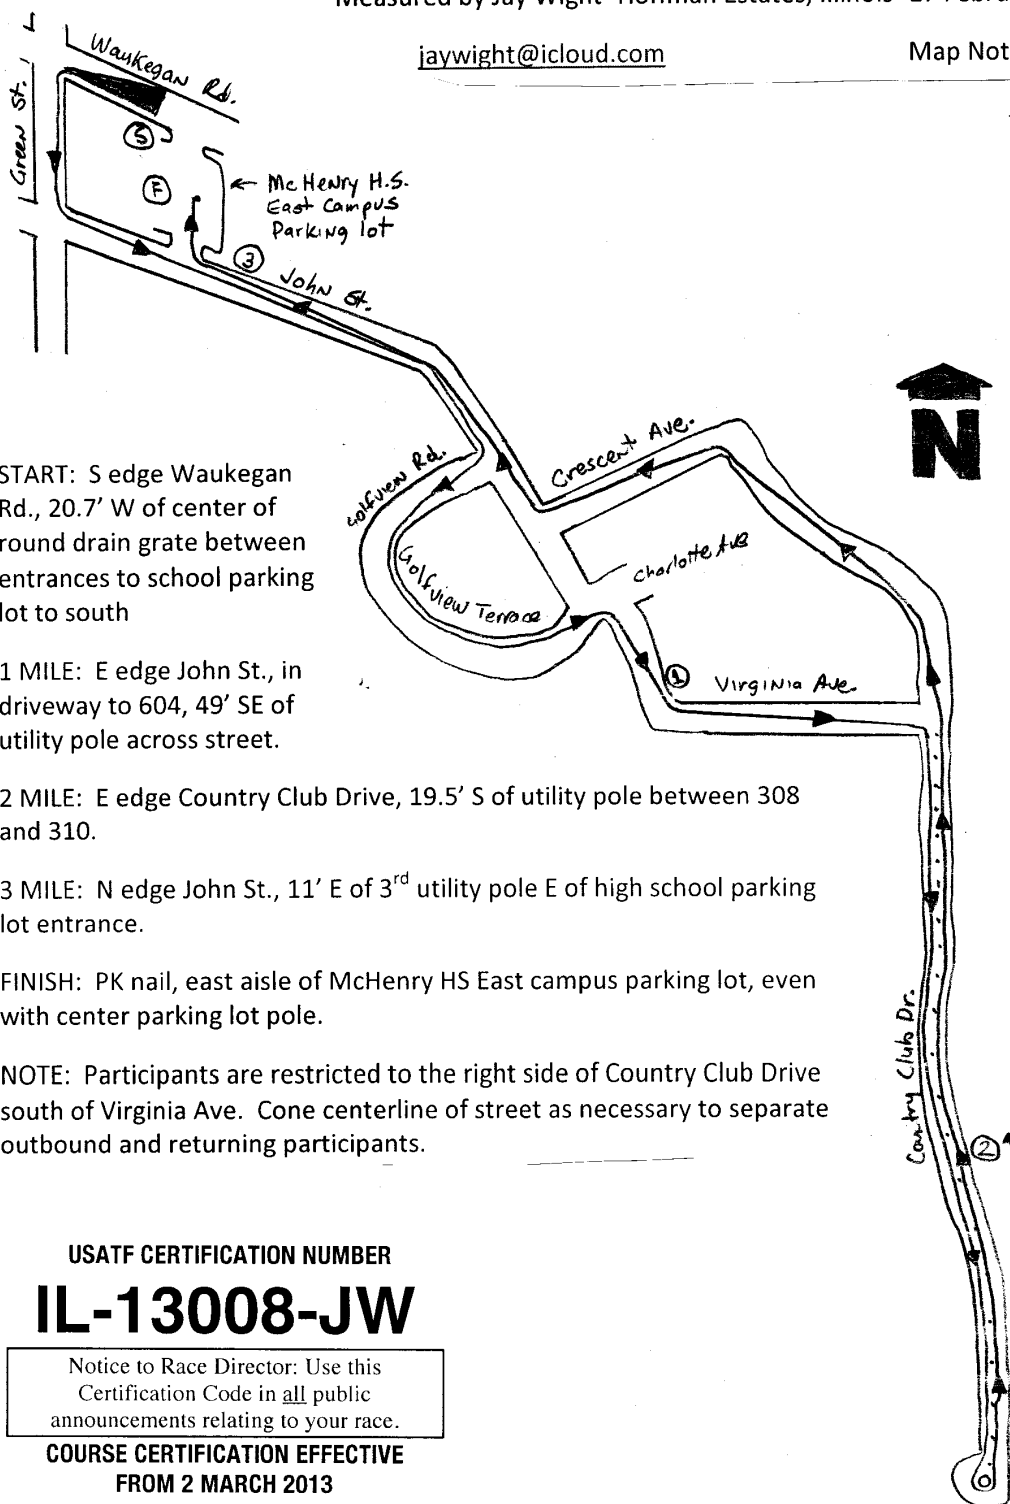 Measured by Jay Wight Hoffman Estates, Illinois 27 Febru
jaywight@icloud.com
Map Not
Waukegan Rd.
Green St.
S
F
McHenry H.S.
East Campus
Parking lot
3
John St.
Golfview Rd.
Crescent Ave.
N
Golfview Terrace
Charlotte Ave
1
Virginia Ave.
START: S edge Waukegan
Rd., 20.7' W of center of
round drain grate between
entrances to school parking
lot to south
1 MILE: E edge John St., in
driveway to 604, 49' SE of
utility pole across street.
2 MILE: E edge Country Club Drive, 19.5' S of utility pole between 308
and 310.
3 MILE: N edge John St., 11' E of 3rd utility pole E of high school parking
lot entrance.
FINISH: PK nail, east aisle of McHenry HS East campus parking lot, even
with center parking lot pole.
NOTE: Participants are restricted to the right side of Country Club Drive
south of Virginia Ave. Cone centerline of street as necessary to separate
outbound and returning participants.
Country Club Dr.
2
USATF CERTIFICATION NUMBER
IL-13008-JW
Notice to Race Director: Use this
Certification Code in all public
announcements relating to your race.
COURSE CERTIFICATION EFFECTIVE
FROM 2 MARCH 2013